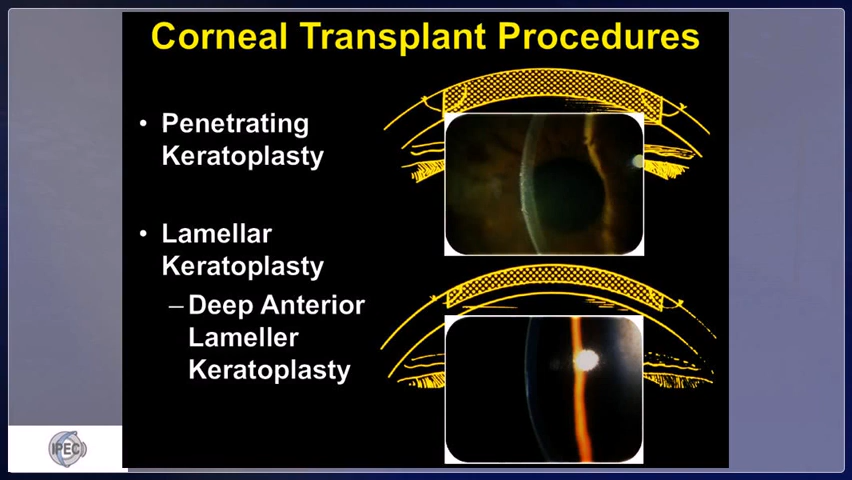 Corneal Transplant Procedures
• Penetrating
Keratoplasty
• Lamellar
Keratoplasty
– Deep Anterior
Lameller
Keratoplasty
IPEC